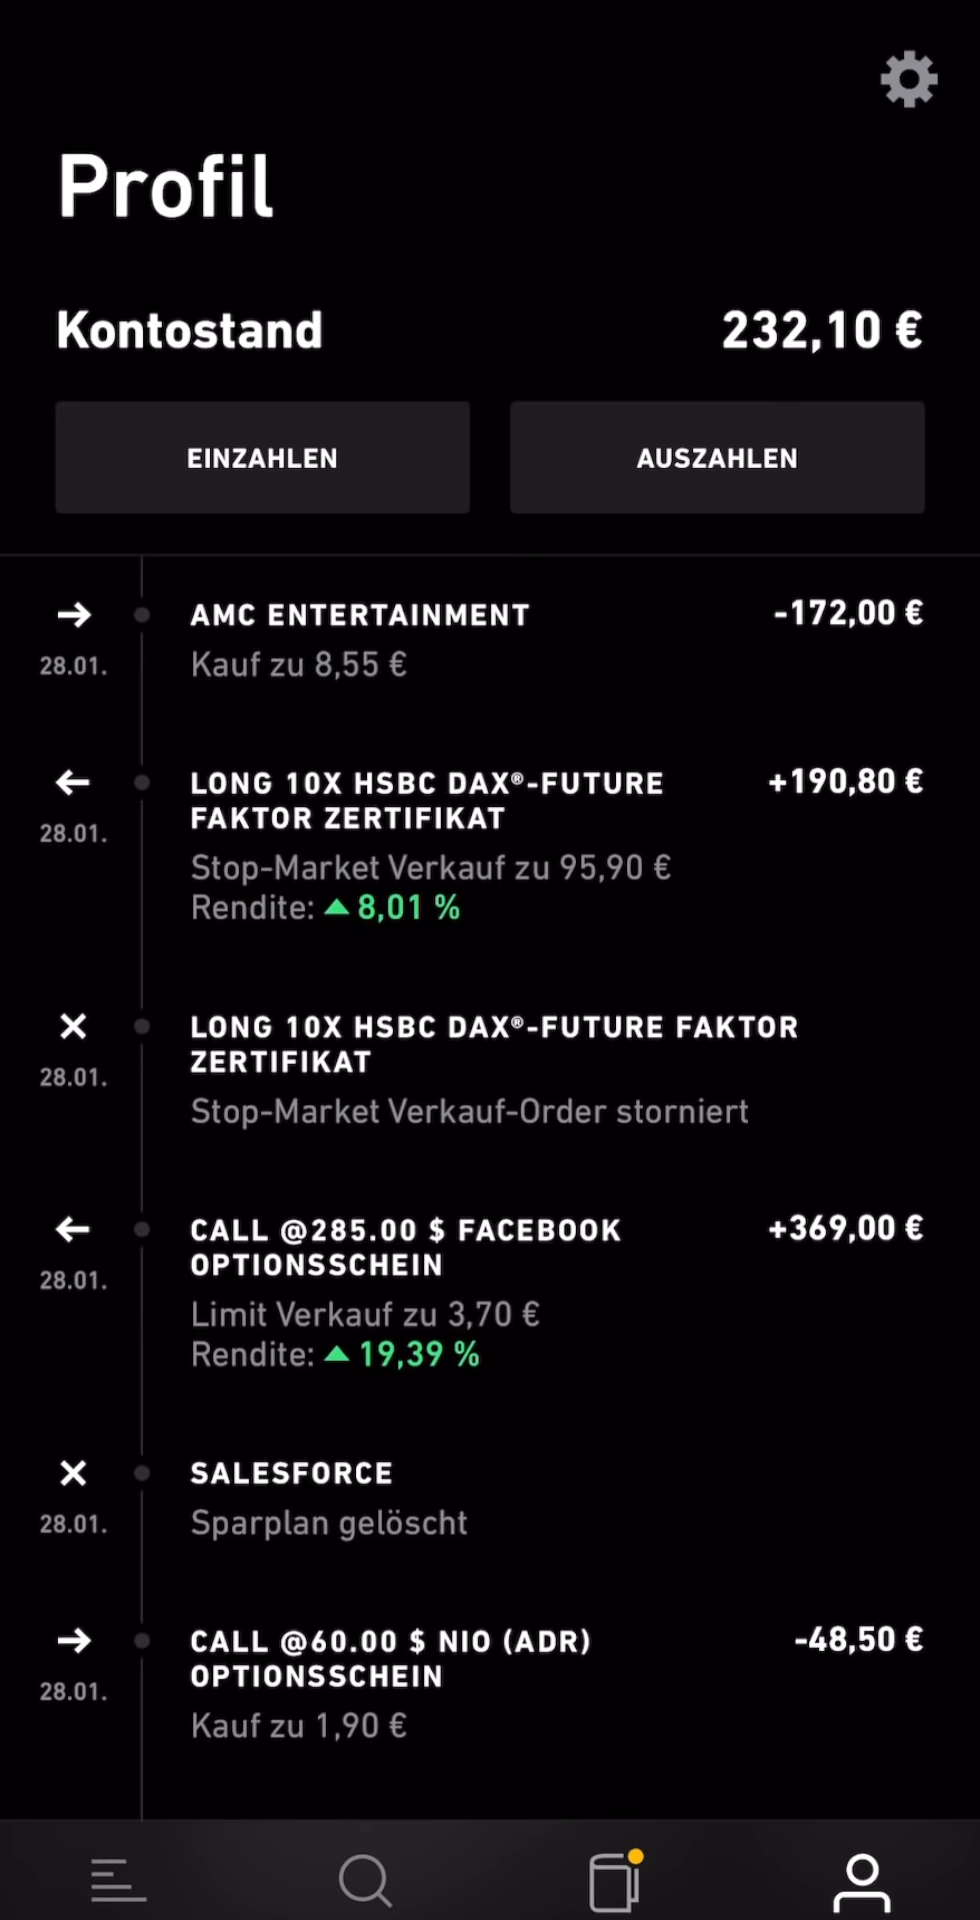 Profil
Kontostand 232,10 €
EINZAHLEN AUSZAHLEN
AMC ENTERTAINMENT -172,00 €
28.01. Kauf zu 8,55 €
LONG 10X HSBC DAX®-FUTURE +190,80 €
FAKTOR ZERTIFIKAT
28.01.
Stop-Market Verkauf zu 95,90 €
Rendite: 8,01 %
LONG 10X HSBC DAX®-FUTURE FAKTOR
ZERTIFIKAT
28.01.
Stop-Market Verkauf-Order storniert
CALL @285.00 $ FACEBOOK +369,00 €
OPTIONSSCHEIN
28.01.
Limit Verkauf zu 3,70 €
Rendite: 19,39 %
SALESFORCE
28.01. Sparplan gelöscht
CALL @60.00 $ NIO (ADR) -48,50 €
OPTIONSSCHEIN
28.01.
Kauf zu 1,90 €